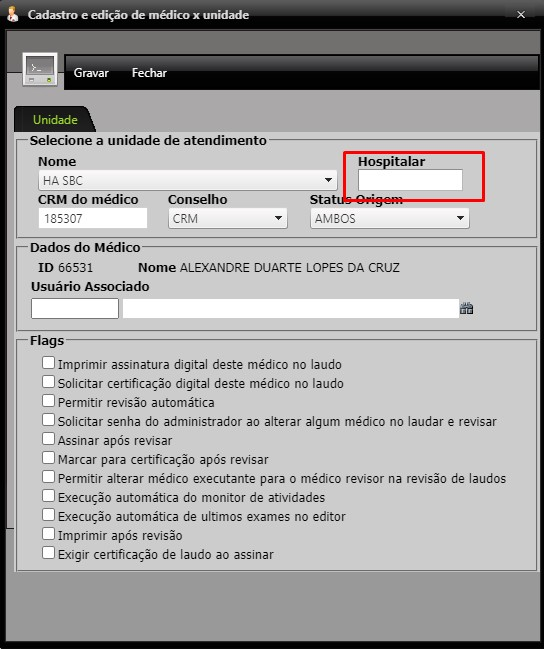 Cadastro e edição de médico x unidade
Gravar Fechar
Unidade
Selecione a unidade de atendimento
Nome Hospitalar
HA SBC
CRM do médico Conselho Status Origem
185307 CRM AMBOS
Dados do Médico
ID 66531 Nome ALEXANDRE DUARTE LOPES DA CRUZ
Usuário Associado
Flags
Imprimir assinatura digital deste médico no laudo
Solicitar certificação digital deste médico no laudo
Permitir revisão automática
Solicitar senha do administrador ao alterar algum médico no laudar e revisar
Assinar após revisar
Marcar para certificação após revisar
Permitir alterar médico executante para o médico revisor na revisão de laudos
Execução automática do monitor de atividades
Execução automática de ultimos exames no editor
Imprimir após revisão
Exigir certificação de laudo ao assinar